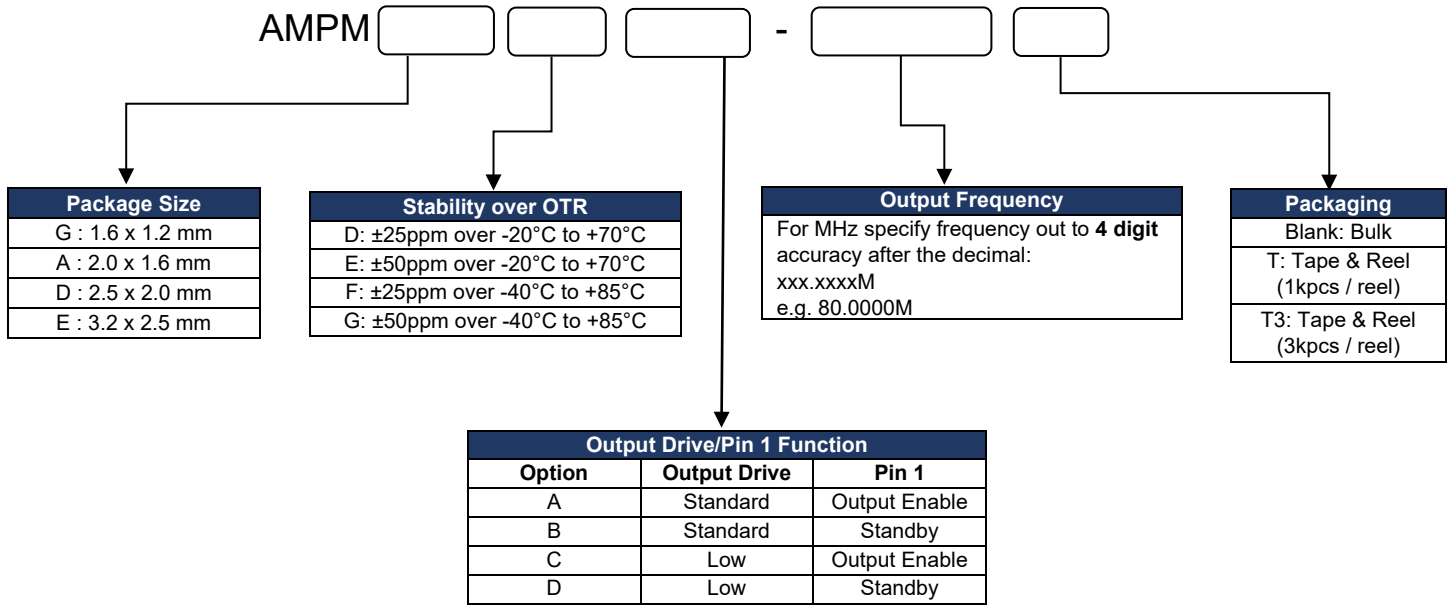 AMPM -
Package Size
G : 1.6 x 1.2 mm
A : 2.0 x 1.6 mm
D : 2.5 x 2.0 mm
E : 3.2 x 2.5 mm
Stability over OTR
D: ±25ppm over -20°C to +70°C
E: ±50ppm over -20°C to +70°C
F: ±25ppm over -40°C to +85°C
G: ±50ppm over -40°C to +85°C
Output Frequency
For MHz specify frequency out to 4 digit
accuracy after the decimal:
xxx.xxxxM
e.g. 80.0000M
Packaging
Blank: Bulk
T: Tape & Reel
(1kpcs / reel)
T3: Tape & Reel
(3kpcs / reel)
Output Drive/Pin 1 Function
Option Output Drive Pin 1
A Standard Output Enable
B Standard Standby
C Low Output Enable
D Low Standby